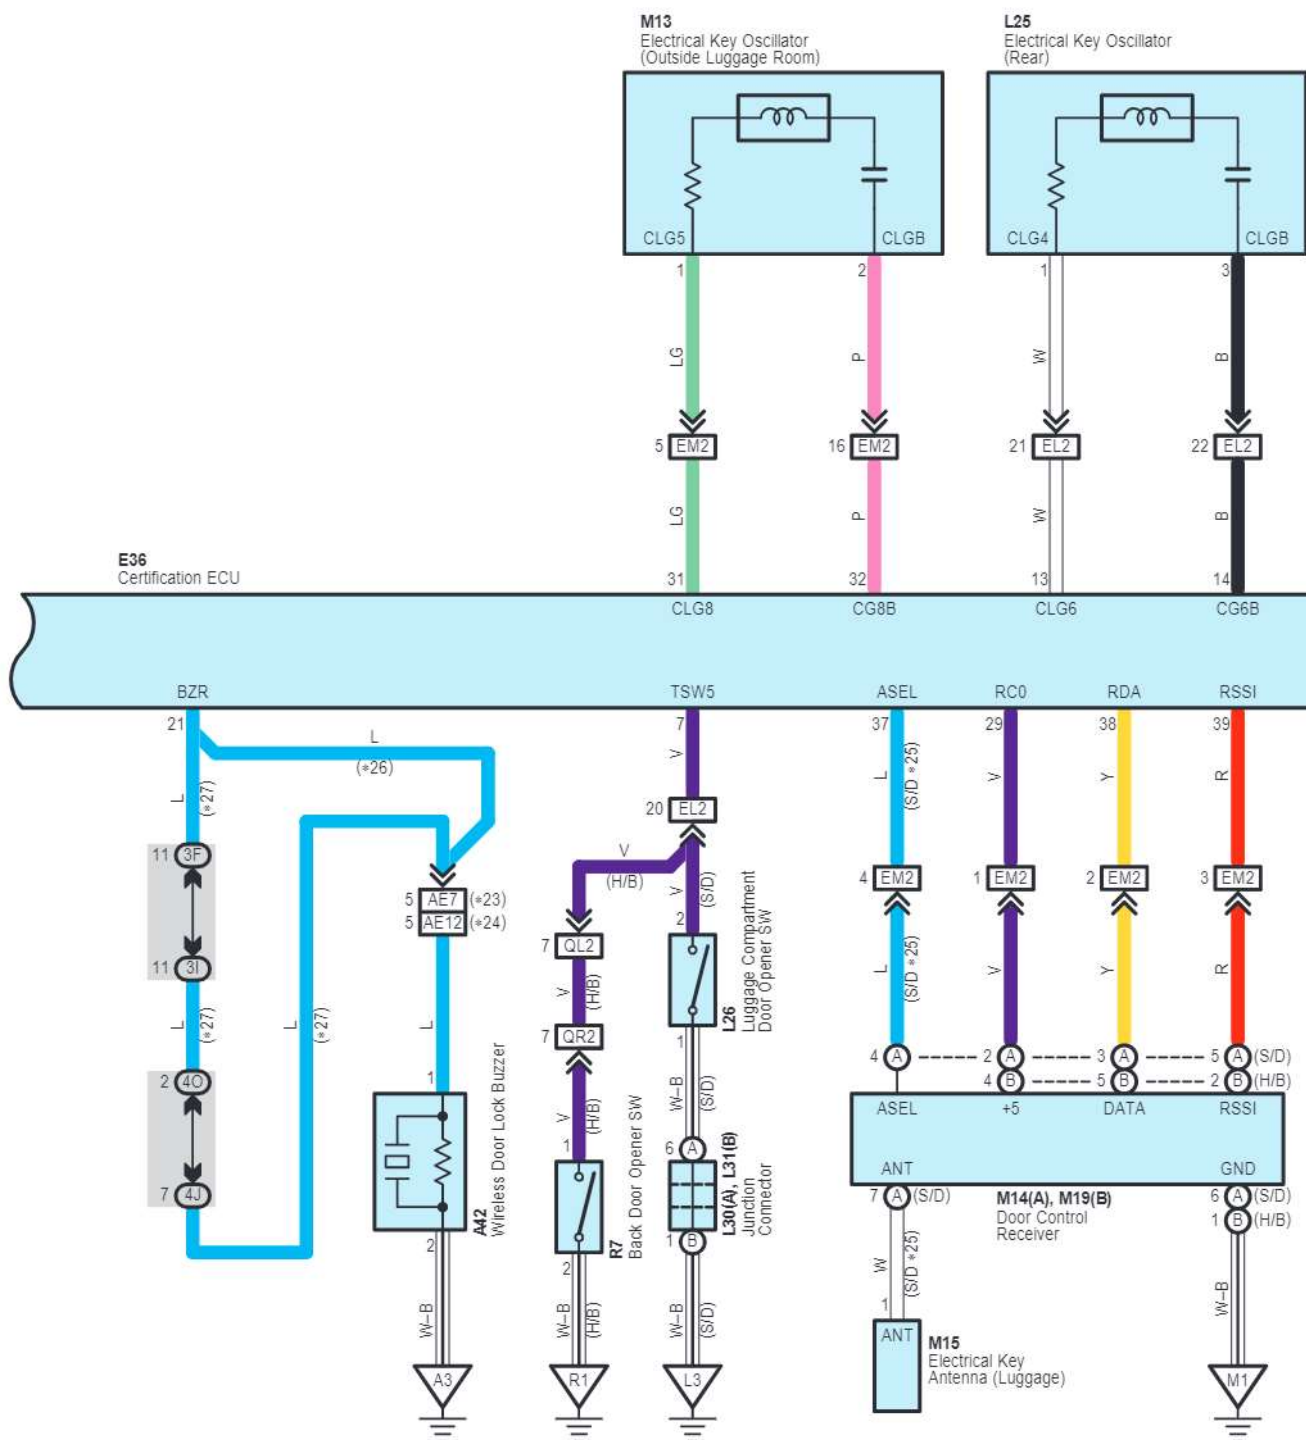 M13
Electrical Key Oscillator
(Outside Luggage Room)
L25
Electrical Key Oscillator
(Rear)
CLG5
CLGB
CLG4
CLGB
1
2
1
3
LG
P
W
B
5 EM2
16 EM2
21 EL2
22 EL2
LG
P
W
B
E36
Certification ECU
31
32
13
14
CLG8
CG8B
CLG6
CG6B
BZR
TSW5
ASEL
RC0
RDA
RSSI
21
7
37
29
38
39
L
(*26)
L
(*27)
V
L
(S/D *25)
V
Y
R
20 EL2
11 3F
V
(H/B)
V
(S/D)
5 AE7 (*23)
5 AE12 (*24)
4 EM2
1 EM2
2 EM2
3 EM2
2
7 QL2
Luggage Compartment
Door Opener SW
L26
11 3I
L
(*27)
L
(*27)
L
V
(H/B)
L
(S/D *25)
V
Y
R
7 QR2
1
4 A
2 A
3 A
5 A (S/D)
4 B
5 B
2 B (H/B)
2 4O
1
W-B
(S/D)
V
(H/B)
ASEL
+5
DATA
RSSI
1
6 A
7 4J
A42
Wireless Door Lock Buzzer
R7
Back Door Opener SW
L30(A), L31(B)
Junction
Connector
ANT
GND
7 A (S/D)
M14(A), M19(B)
Door Control
Receiver
6 A (S/D)
1 B (H/B)
2
2
1 B
W
(S/D *25)
1
W-B
W-B
(H/B)
W-B
(S/D)
W-B
ANT
M15
Electrical Key
Antenna (Luggage)
A3
R1
L3
M1